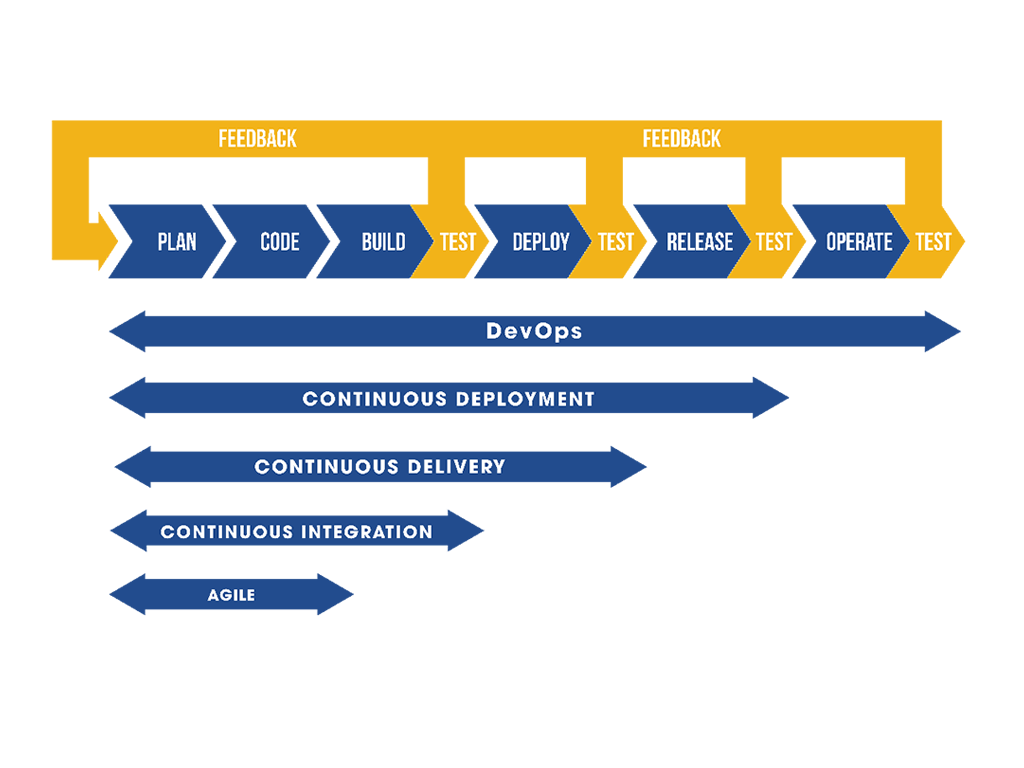 FEEDBACK FEEDBACK
PLAN CODE BUILD TEST DEPLOY TEST RELEASE TEST OPERATE TEST
DevOps
CONTINUOUS DEPLOYMENT
CONTINUOUS DELIVERY
CONTINUOUS INTEGRATION
AGILE